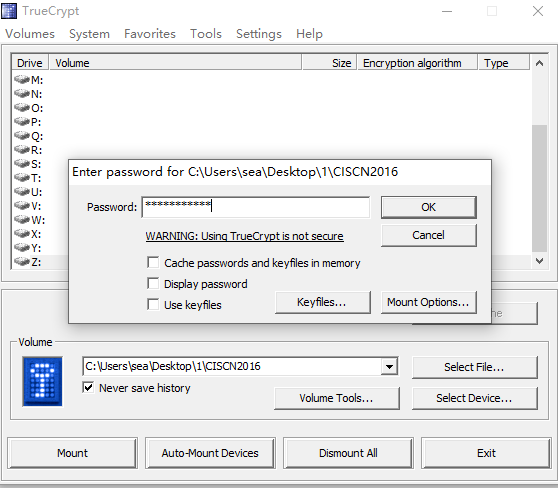 TrueCrypt
Volumes System Favorites Tools Settings Help
Drive Volume Size Encryption algorithm Type
M:
N:
O:
P:
Q:
R:
S:
T:
U:
V:
W:
X:
Y:
Z:
Enter password for C:\Users\sea\Desktop\1\CISCN2016
Password: *********** OK
WARNING: Using TrueCrypt is not secure Cancel
Cache passwords and keyfiles in memory
Display password
Use keyfiles Keyfiles... Mount Options...
Volume
C:\Users\sea\Desktop\1\CISCN2016 Select File...
Never save history
Volume Tools... Select Device...
Mount Auto-Mount Devices Dismount All Exit